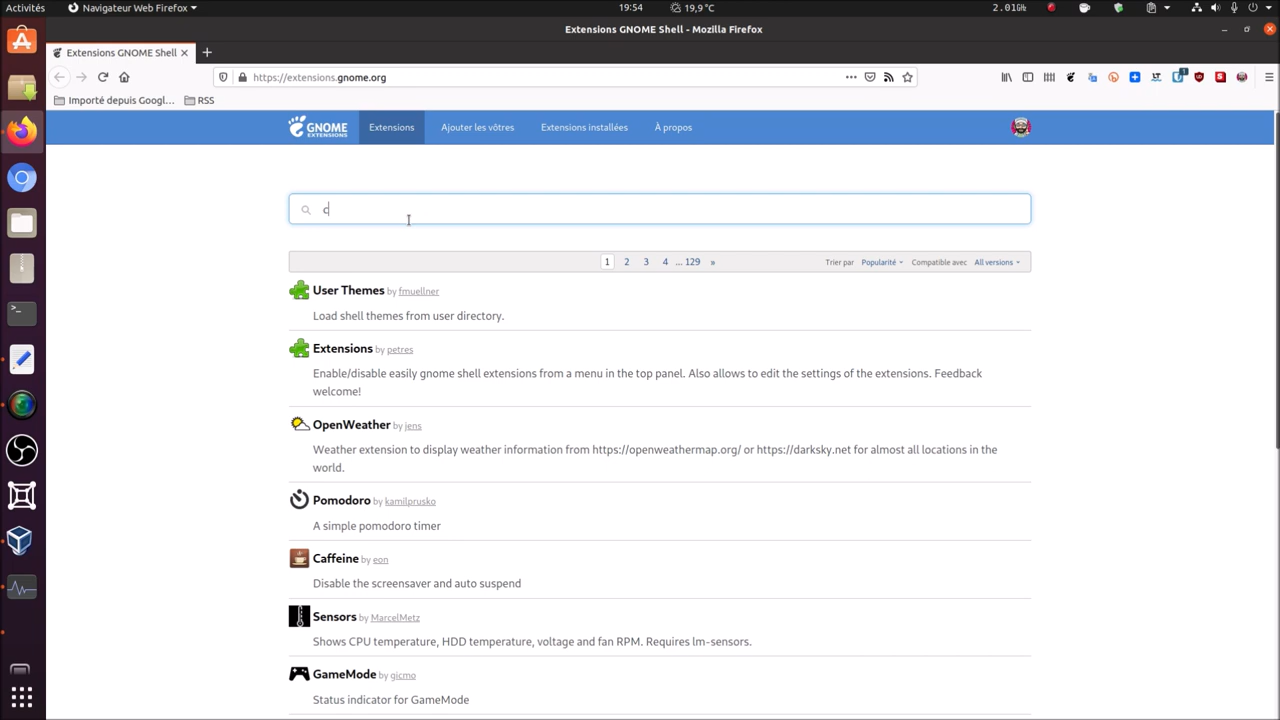 Activités Navigateur Web Firefox 19:54 19,9 °C 2.01GHz
Extensions GNOME Shell - Mozilla Firefox
Extensions GNOME Shell
https://extensions.gnome.org
Importé depuis Googl… RSS
GNOME EXTENSIONS Extensions Ajouter les vôtres Extensions installées À propos
c
1 2 3 4 ... 129 » Trier par Popularité Compatible avec All versions
User Themes by fmuellner
Load shell themes from user directory.
Extensions by petres
Enable/disable easily gnome shell extensions from a menu in the top panel. Also allows to edit the settings of the extensions. Feedback
welcome!
OpenWeather by jens
Weather extension to display weather information from https://openweathermap.org/ or https://darksky.net for almost all locations in the
world.
Pomodoro by kamilprusko
A simple pomodoro timer
Caffeine by eon
Disable the screensaver and auto suspend
Sensors by MarcelMetz
Shows CPU temperature, HDD temperature, voltage and fan RPM. Requires lm-sensors.
GameMode by gicmo
Status indicator for GameMode